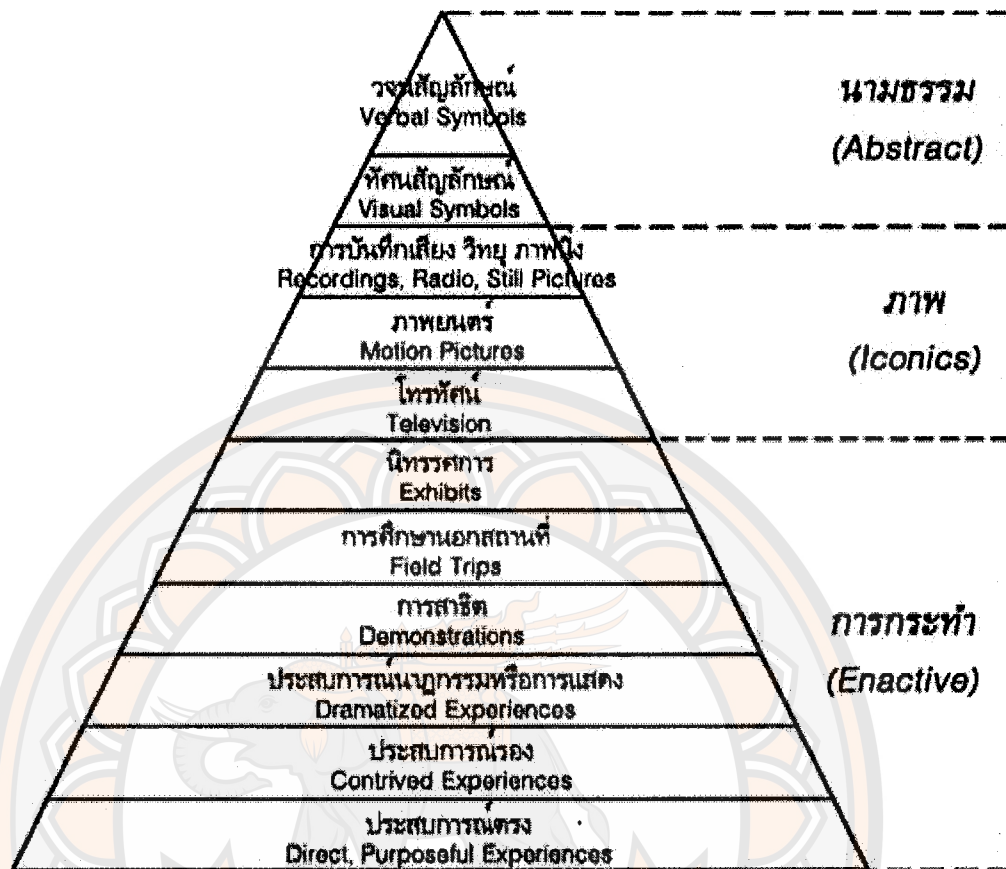 วจนสัญลักษณ์
Verbal Symbols
ทัศนสัญลักษณ์
Visual Symbols
การบันทึกเสียง วิทยุ ภาพนิ่ง
Recordings, Radio, Still Pictures
ภาพยนตร์
Motion Pictures
โทรทัศน์
Television
นิทรรศการ
Exhibits
การศึกษานอกสถานที่
Field Trips
การสาธิต
Demonstrations
ประสบการณ์นาฏกรรมหรือการแสดง
Dramatized Experiences
ประสบการณ์รอง
Contrived Experiences
ประสบการณ์ตรง
Direct, Purposeful Experiences
นามธรรม
(Abstract)
ภาพ
(Iconics)
การกระทำ
(Enactive)